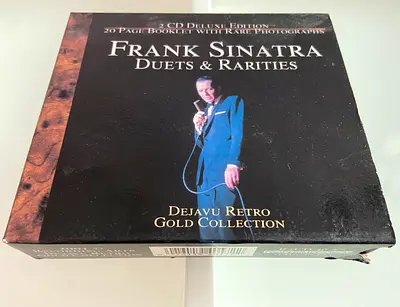 2 CD Deluxe Edition
20 Page Booklet with Rare Photographs
Frank Sinatra
Duets & Rarities
Dejavu Retro
Gold Collection